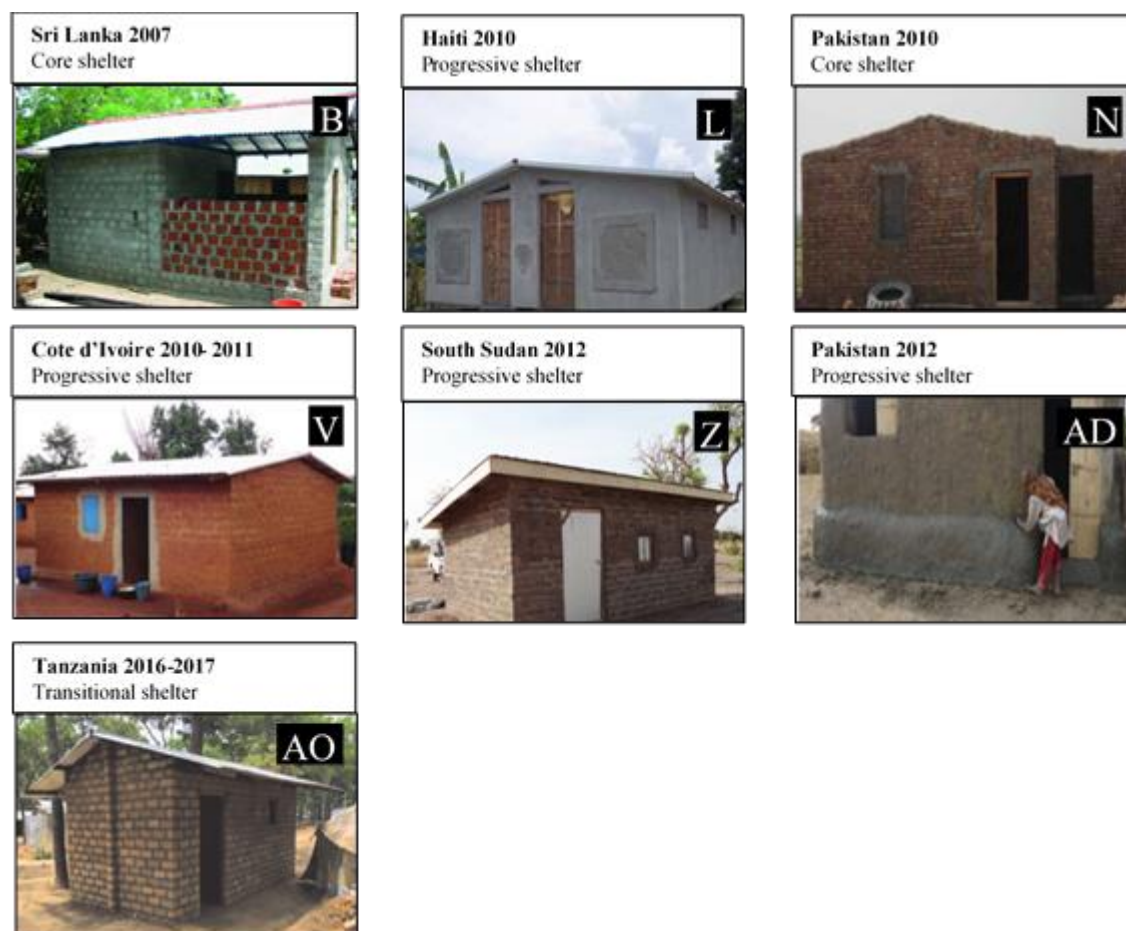 Sri Lanka 2007
Core shelter
B
Haiti 2010
Progressive shelter
L
Pakistan 2010
Core shelter
N
Cote d'Ivoire 2010- 2011
Progressive shelter
V
South Sudan 2012
Progressive shelter
Z
Pakistan 2012
Progressive shelter
AD
Tanzania 2016-2017
Transitional shelter
AO